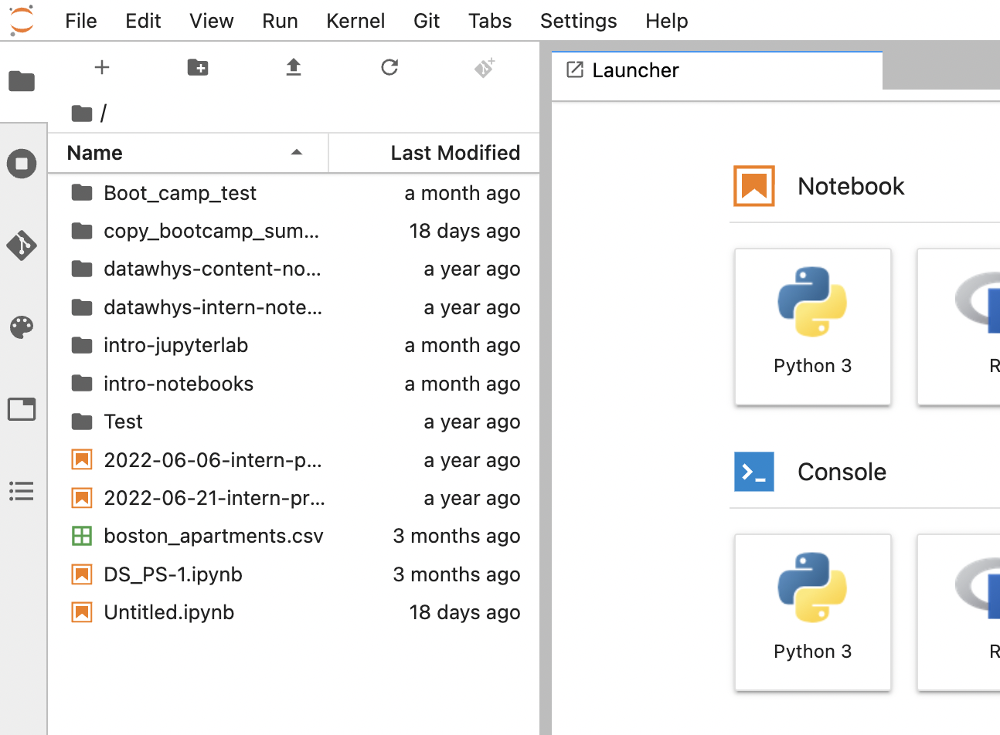 File Edit View Run Kernel Git Tabs Settings Help
Launcher
/
Name Last Modified
Boot_camp_test a month ago
copy_bootcamp_sum... 18 days ago
datawhys-content-no... a year ago
datawhys-intern-note... a year ago
intro-jupyterlab a month ago
intro-notebooks a month ago
Test a year ago
2022-06-06-intern-p... a year ago
2022-06-21-intern-pr... a year ago
boston_apartments.csv 3 months ago
DS_PS-1.ipynb 3 months ago
Untitled.ipynb 18 days ago
Notebook
Python 3 R
Console
Python 3 R